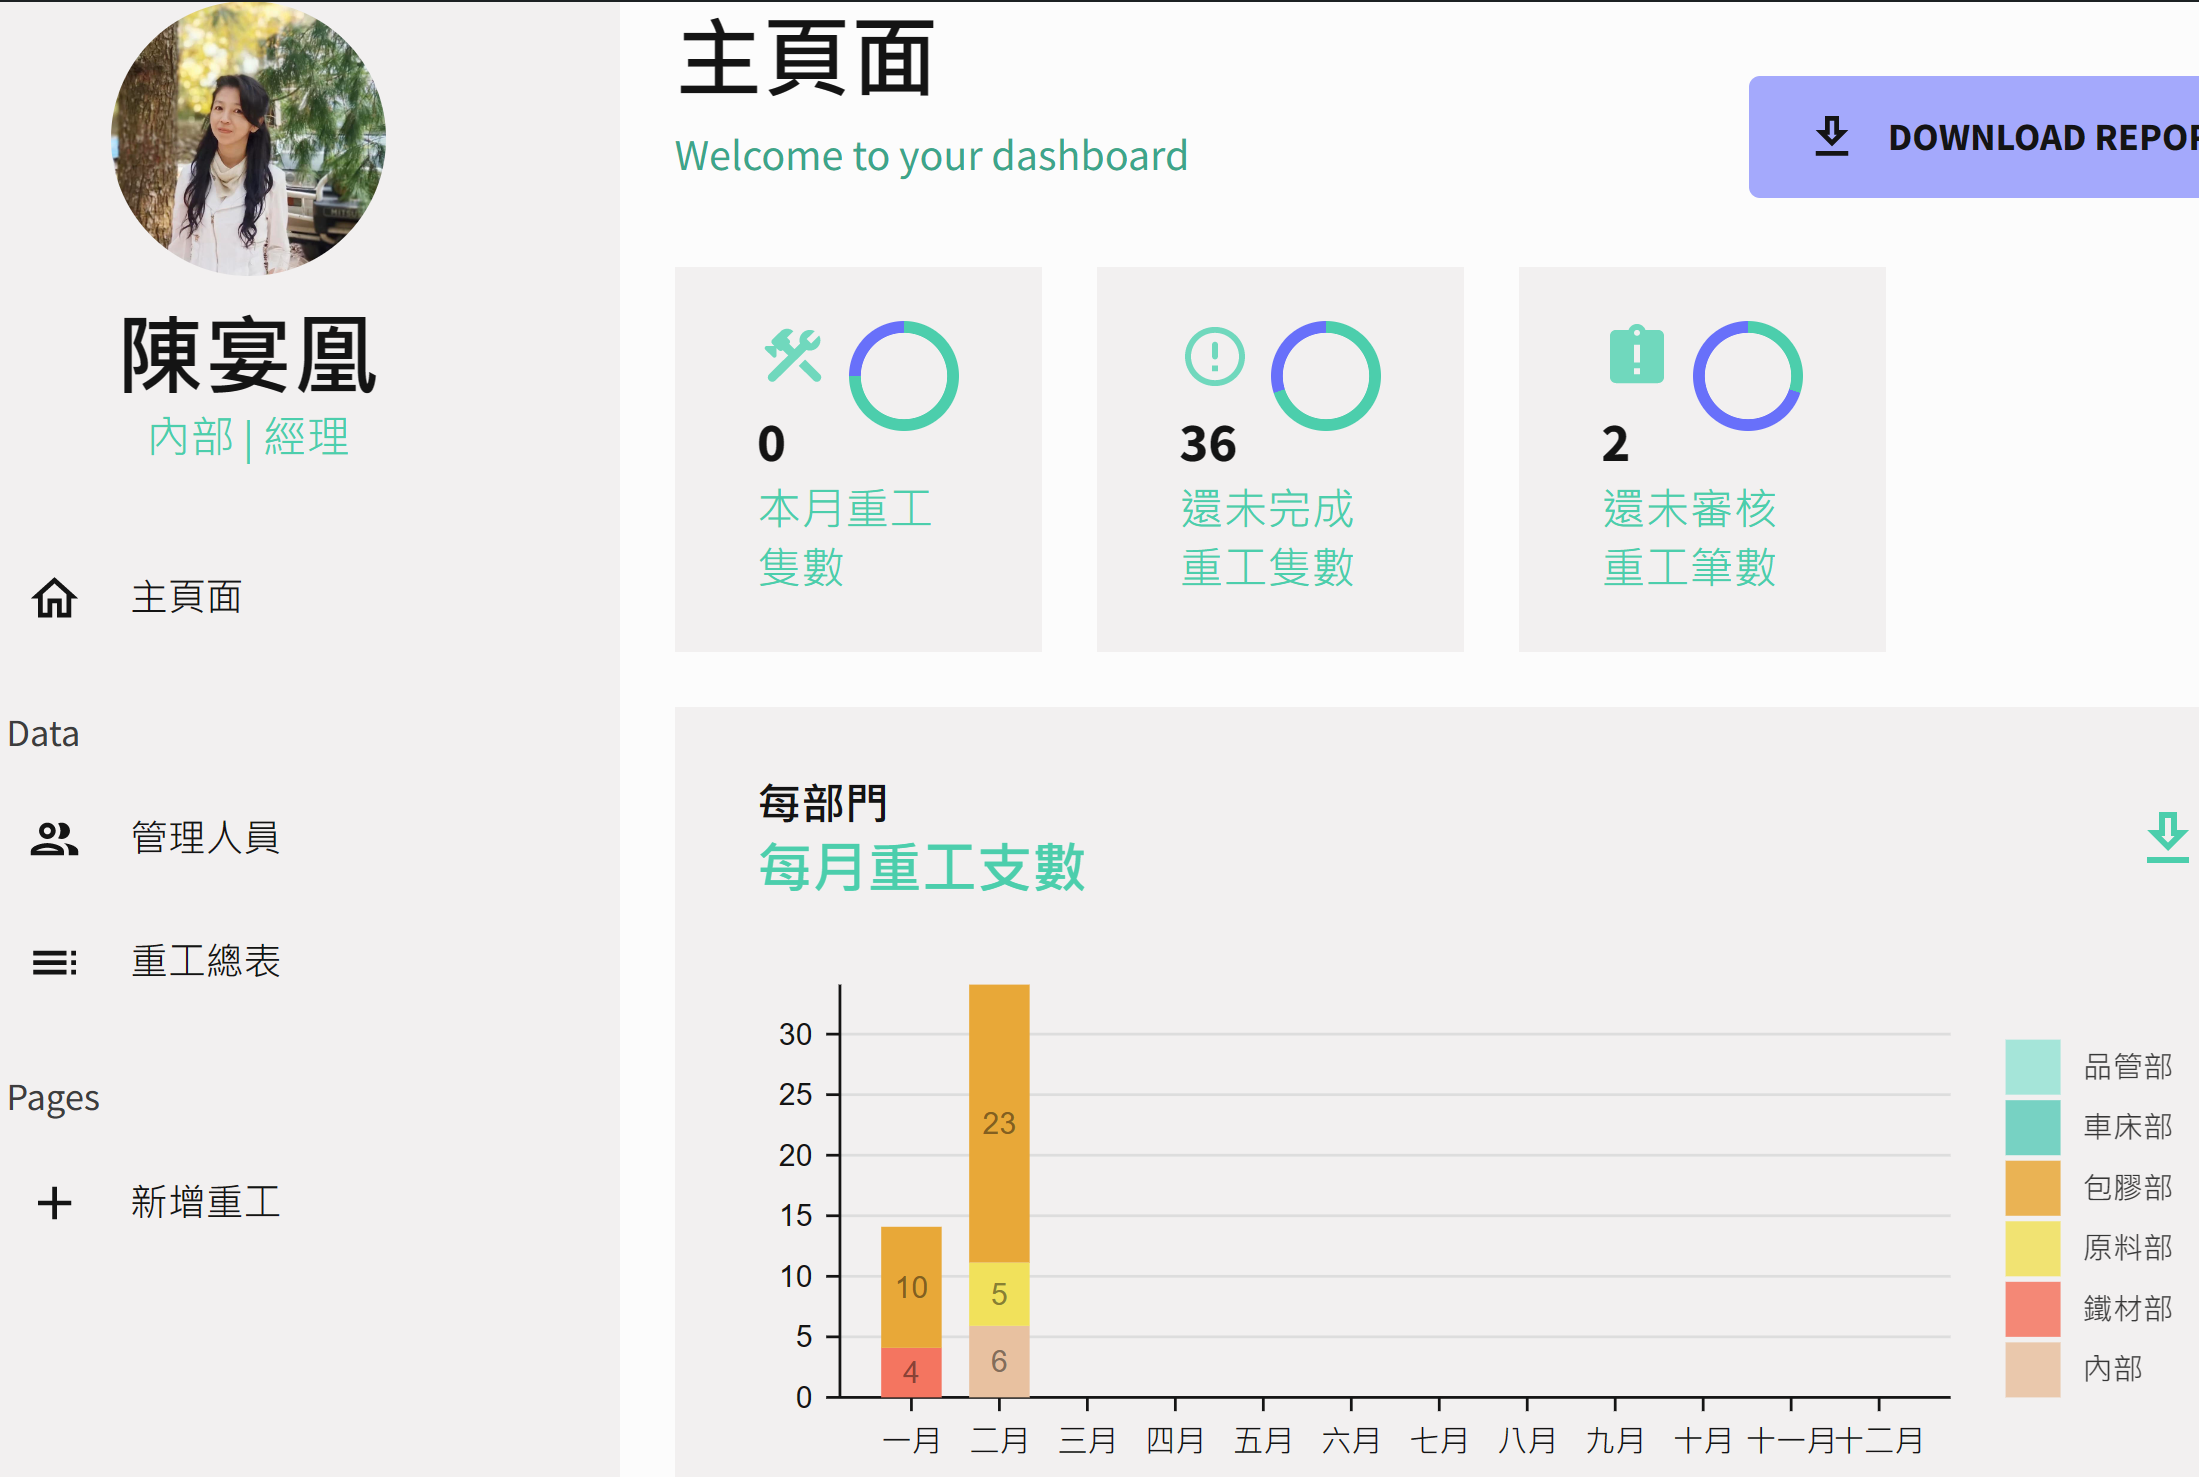 陳宴凰
內部 | 經理
主頁面
Data
管理人員
重工總表
Pages
新增重工
主頁面
Welcome to your dashboard
DOWNLOAD REPOR
0
本月重工
隻數
36
還未完成
重工隻數
2
還未審核
重工筆數
每部門
每月重工支數
30
25
20
15
10
5
0
10
4
23
5
6
一月
二月
三月
四月
五月
六月
七月
八月
九月
十月
十一月
十二月
品管部
車床部
包膠部
原料部
鐵材部
內部